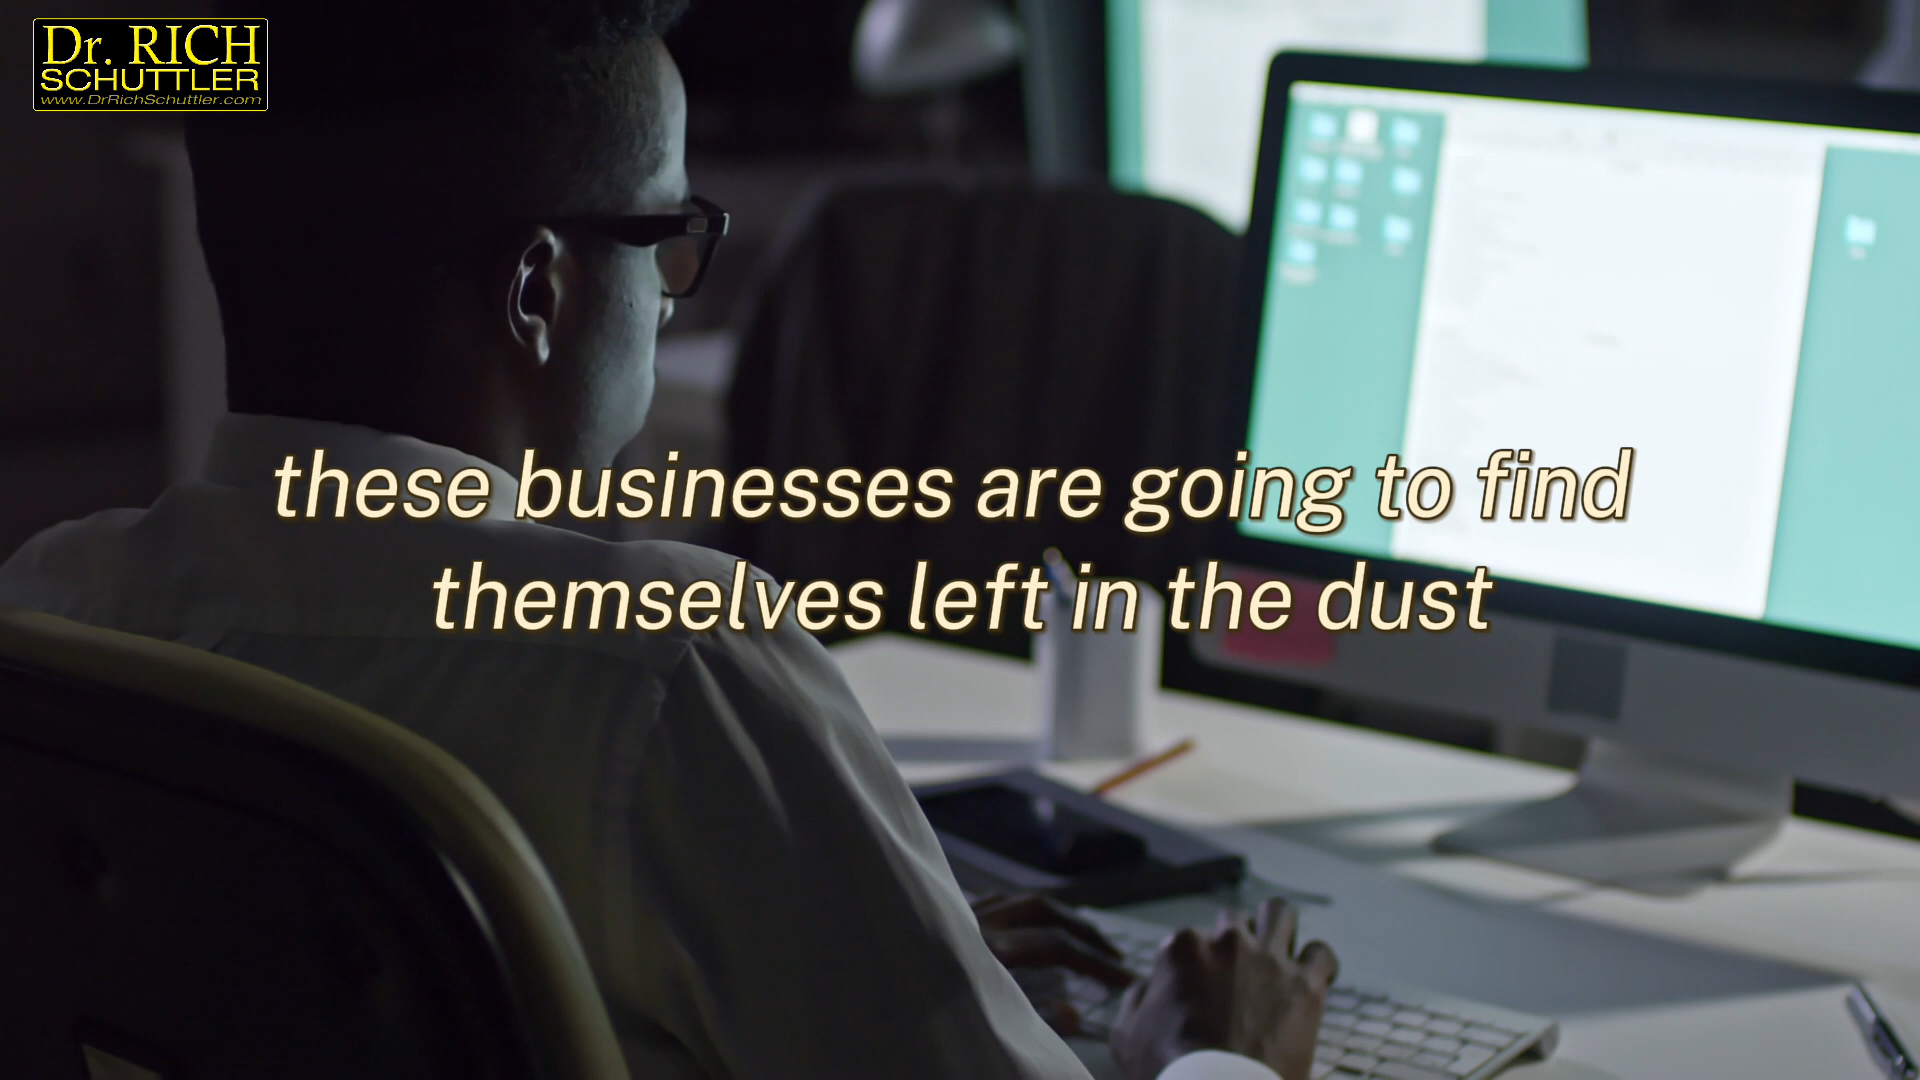 Dr. RICH
SCHUTTLER
www.DrRichSchuttler.com
these businesses are going to find
themselves left in the dust